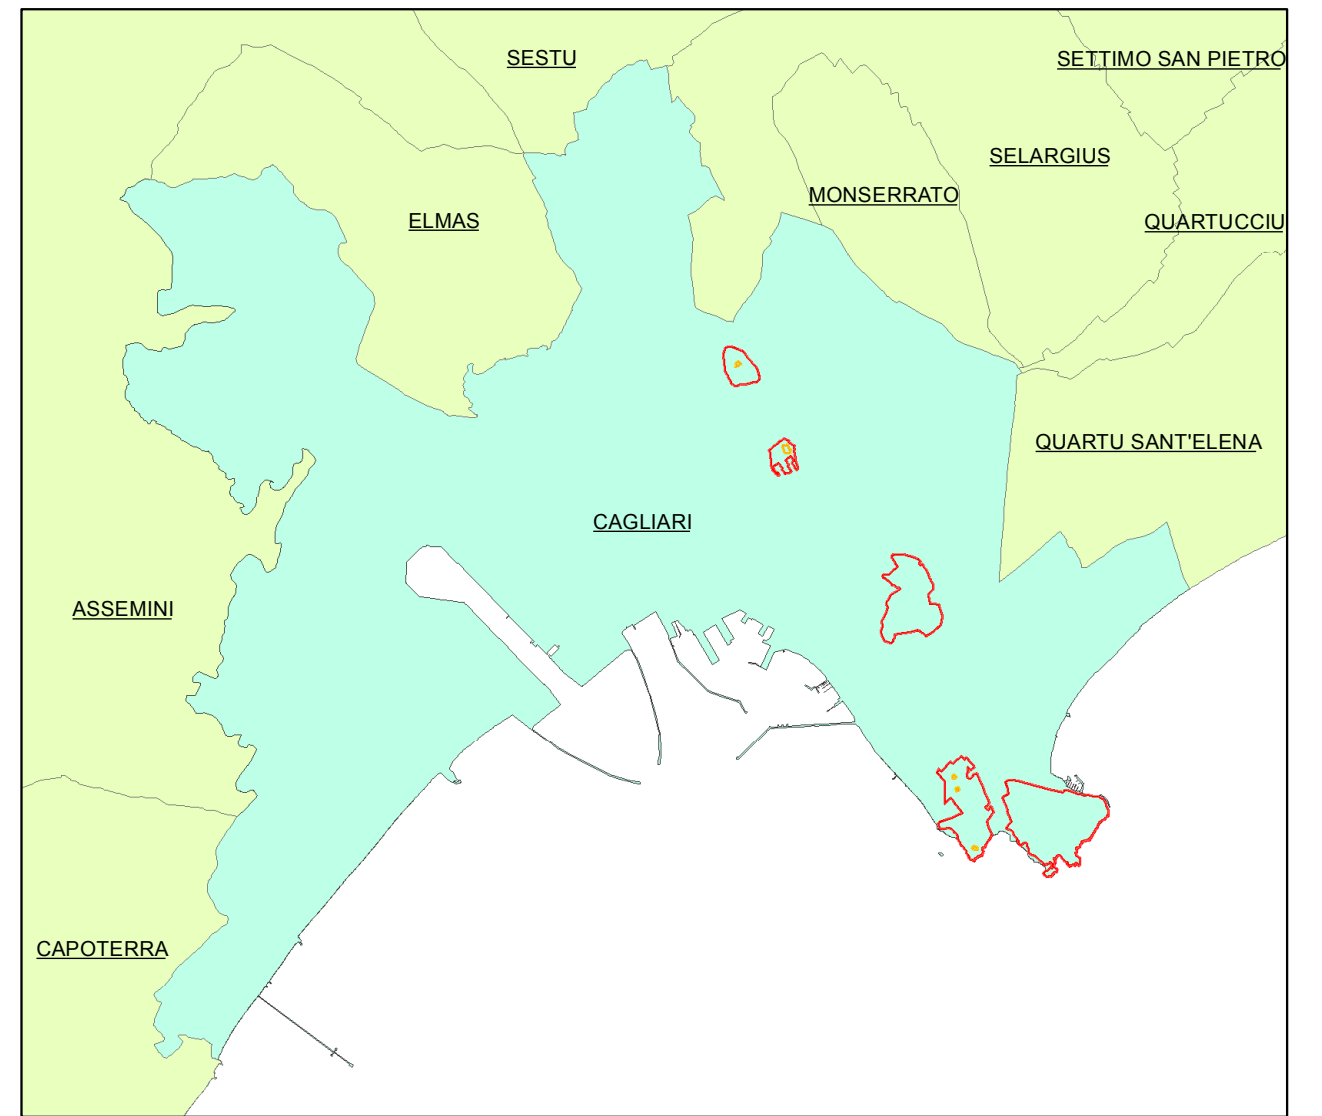 SESTU
SETTIMO SAN PIETRO
SELARGIUS
MONSERRATO
ELMAS
QUARTUCCIU
QUARTU SANT'ELENA
CAGLIARI
ASSEMINI
CAPOTERRA